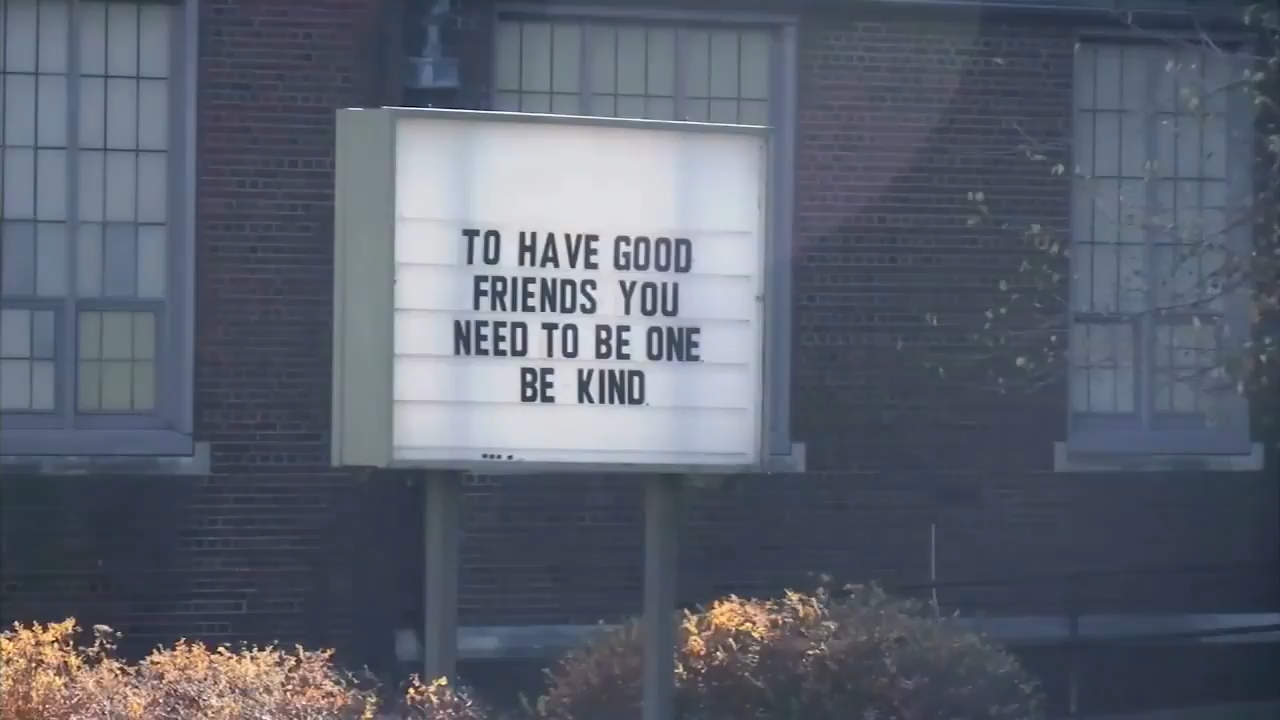 TO HAVE GOOD
FRIENDS YOU
NEED TO BE ONE.
BE KIND.